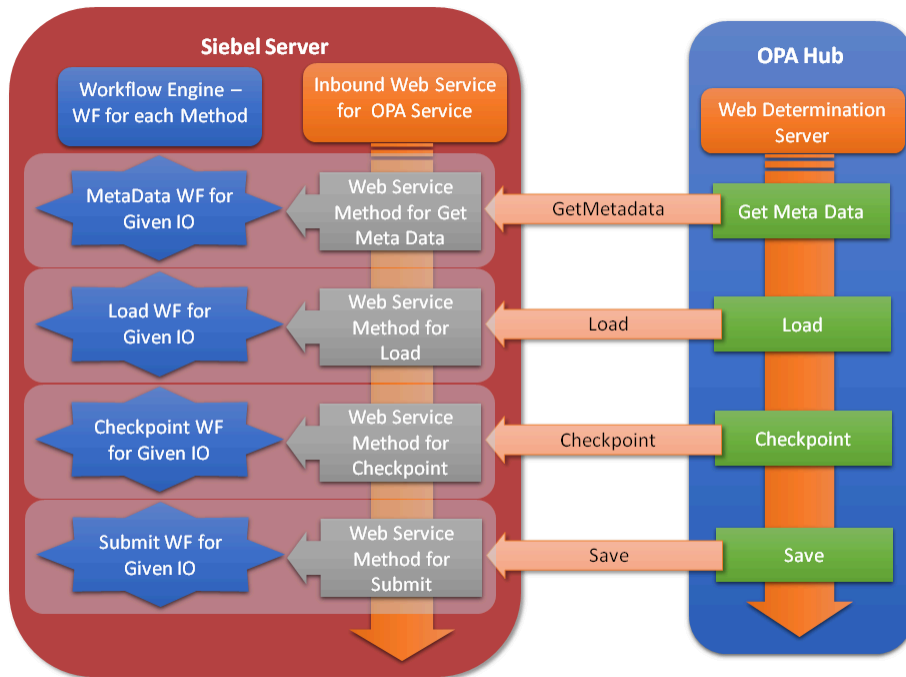 Siebel Server
OPA Hub
Workflow Engine –
WF for each Method
Inbound Web Service
for OPA Service
Web Determination
Server
MetaData WF for
Given IO
Web Service
Method for Get
Meta Data
GetMetadata
Get Meta Data
Load WF for
Given IO
Web Service
Method for
Load
Load
Load
Checkpoint WF
for Given IO
Web Service
Method for
Checkpoint
Checkpoint
Checkpoint
Submit WF for
Given IO
Web Service
Method for
Submit
Save
Save